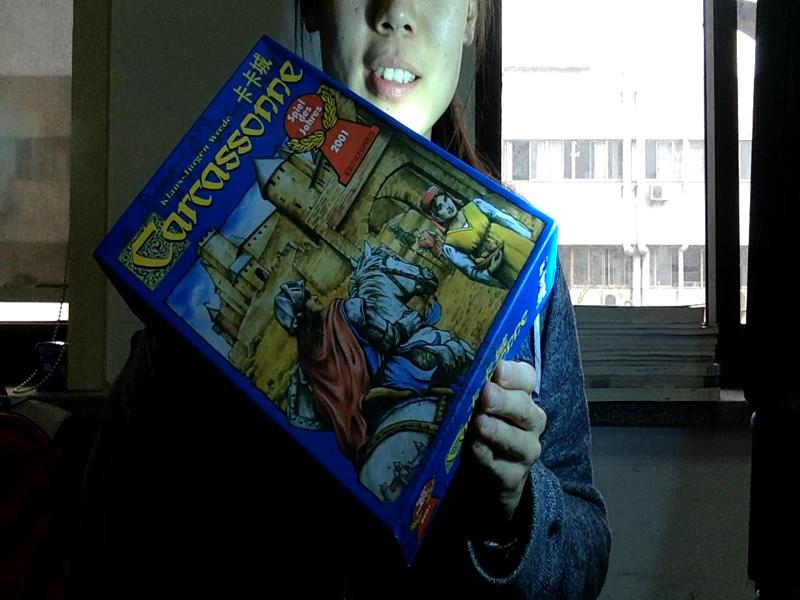 Klaus-Jürgen Wrede
卡卡城
Carcassonne
Spiel
des
Jahres
2001